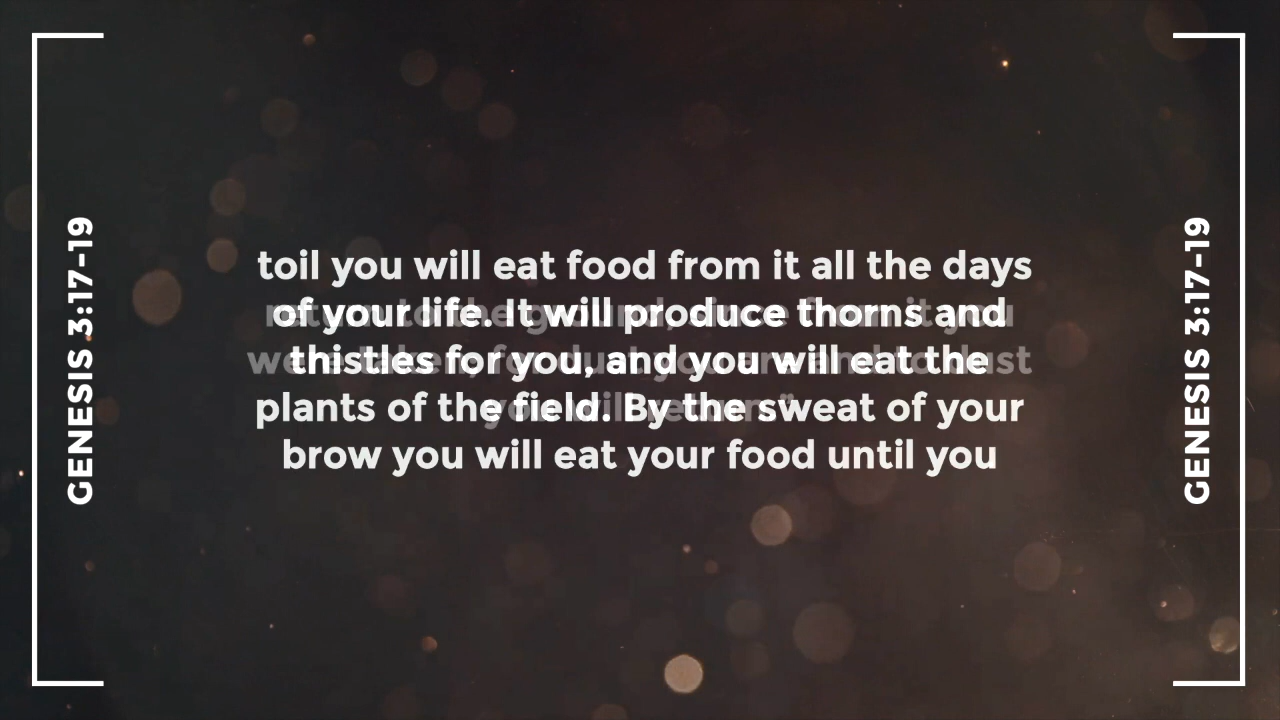 GENESIS 3:17-19
toil you will eat food from it all the days
of your life. It will produce thorns and
thistles for you, and you will eat the
plants of the field. By the sweat of your
brow you will eat your food until you
GENESIS 3:17-19